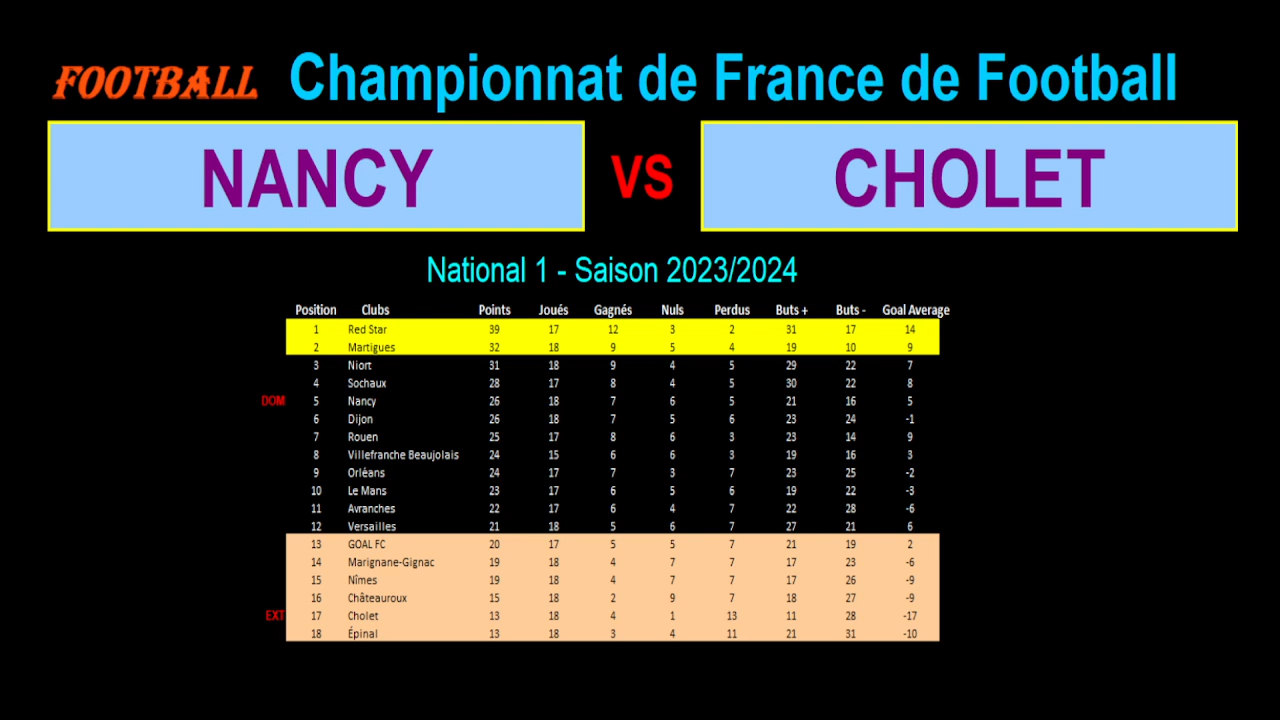 FOOTBALL Championnat de France de Football
NANCY VS CHOLET
National 1 - Saison 2023/2024
Position Clubs Points Joués Gagnés Nuls Perdus Buts + Buts - Goal Average
1 Red Star 39 17 12 3 2 31 17 14
2 Martigues 32 18 9 5 4 19 10 9
3 Niort 31 18 9 4 5 29 22 7
4 Sochaux 28 17 8 4 5 30 22 8
DOM 5 Nancy 26 18 7 6 5 21 16 5
6 Dijon 26 18 7 5 6 23 24 -1
7 Rouen 25 17 8 6 3 23 14 9
8 Villefranche Beaujolais 24 15 6 6 3 19 16 3
9 Orléans 24 17 7 3 7 23 25 -2
10 Le Mans 23 17 6 5 6 19 22 -3
11 Avranches 22 17 6 4 7 22 28 -6
12 Versailles 21 18 5 6 7 27 21 6
13 GOAL FC 20 17 5 5 7 21 19 2
14 Marignane-Gignac 19 18 4 7 7 17 23 -6
15 Nîmes 19 18 4 7 7 17 26 -9
16 Châteauroux 15 18 2 9 7 18 27 -9
EXT 17 Cholet 13 18 4 1 13 11 28 -17
18 Épinal 13 18 3 4 11 21 31 -10